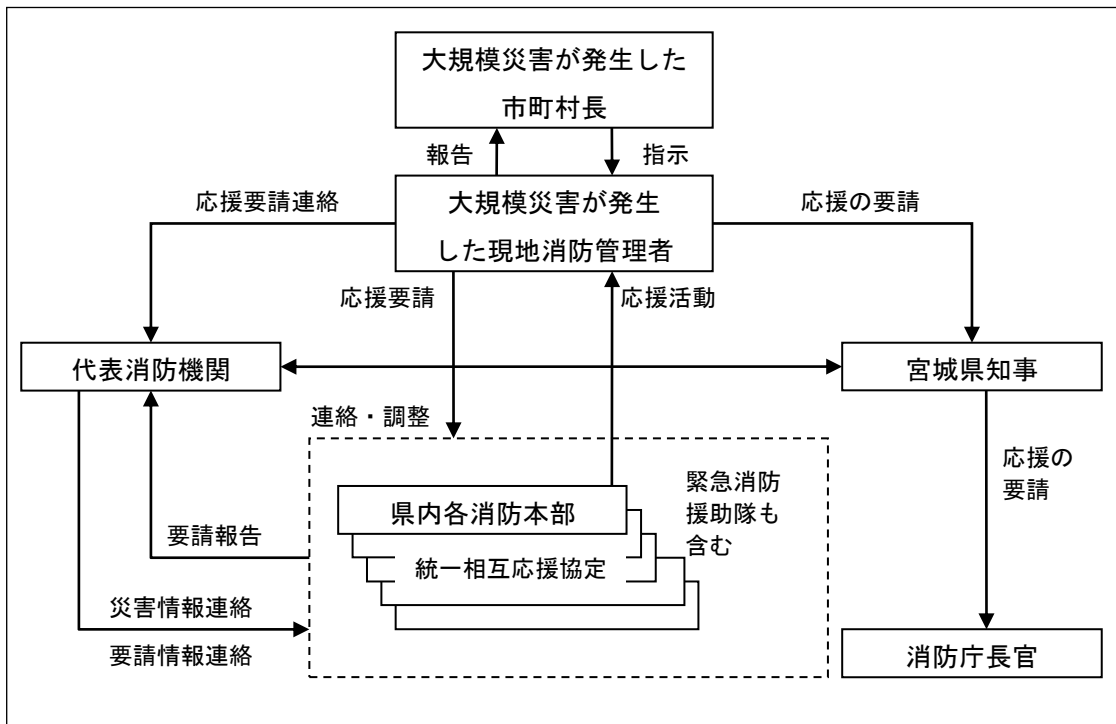 大規模災害が発生した
市町村長
報告
指示
応援要請連絡
大規模災害が発生
した現地消防管理者
応援の要請
応援要請
応援活動
代表消防機関
宮城県知事
連絡・調整
応援の
要請
緊急消防
援助隊も
含む
県内各消防本部
統一相互応援協定
要請報告
災害情報連絡
要請情報連絡
消防庁長官